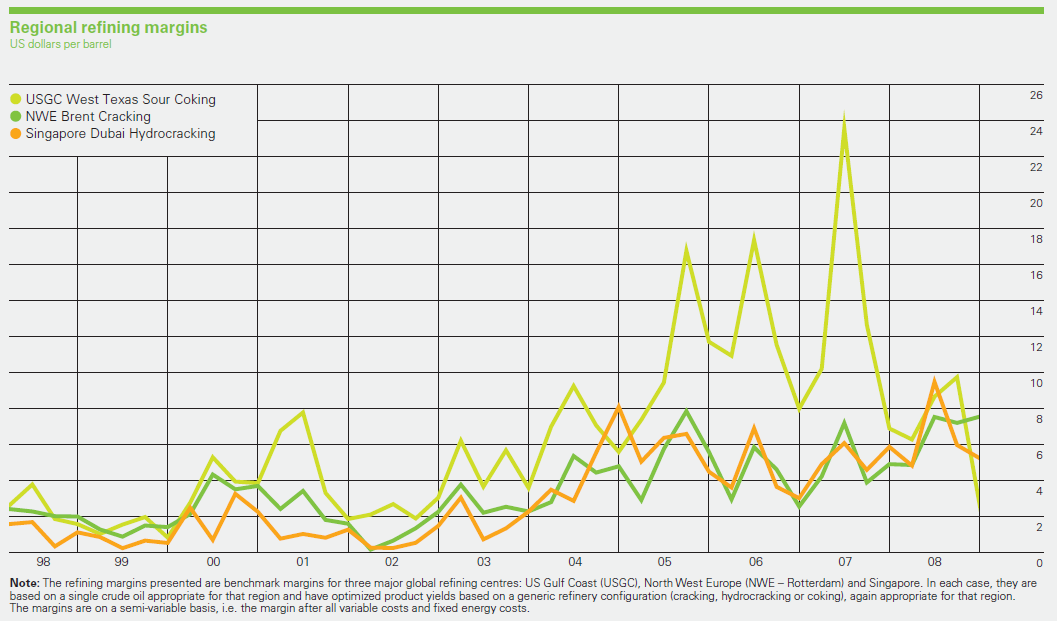 Regional refining margins
US dollars per barrel
USGC West Texas Sour Coking
NWE Brent Cracking
Singapore Dubai Hydrocracking
26
24
22
20
18
16
14
12
10
8
6
4
2
0
98 99 00 01 02 03 04 05 06 07 08
Note: The refining margins presented are benchmark margins for three major global refining centres: US Gulf Coast (USGC), North West Europe (NWE – Rotterdam) and Singapore. In each case, they are
based on a single crude oil appropriate for that region and have optimized product yields based on a generic refinery configuration (cracking, hydrocracking or coking), again appropriate for that region.
The margins are on a semi-variable basis, i.e. the margin after all variable costs and fixed energy costs.